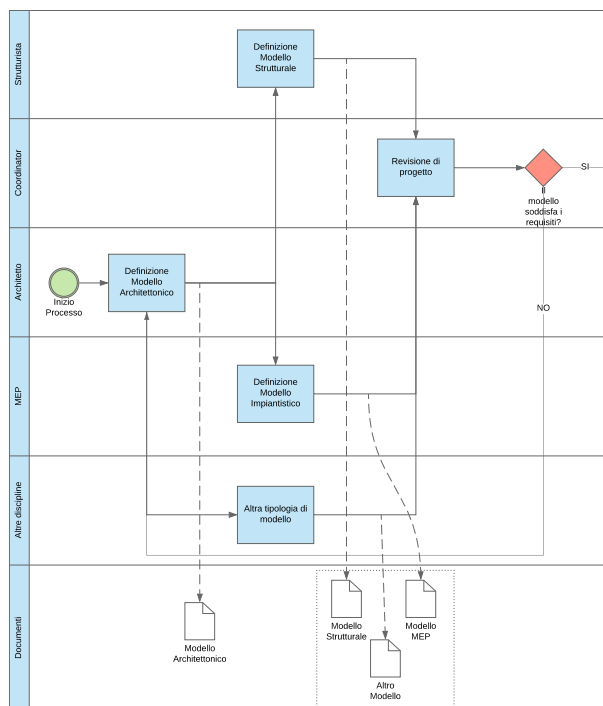 Strutturista
Definizione
Modello
Strutturale
Coordinator
Revisione di
progetto
SI
Il
modello
soddisfa i
requisiti?
Architetto
Inizio
Processo
Definizione
Modello
Architettonico
NO
MEP
Definizione
Modello
Impiantistico
Altre discipline
Altra tipologia di
modello
Documenti
Modello
Architettonico
Modello
Strutturale
Modello
MEP
Altro
Modello